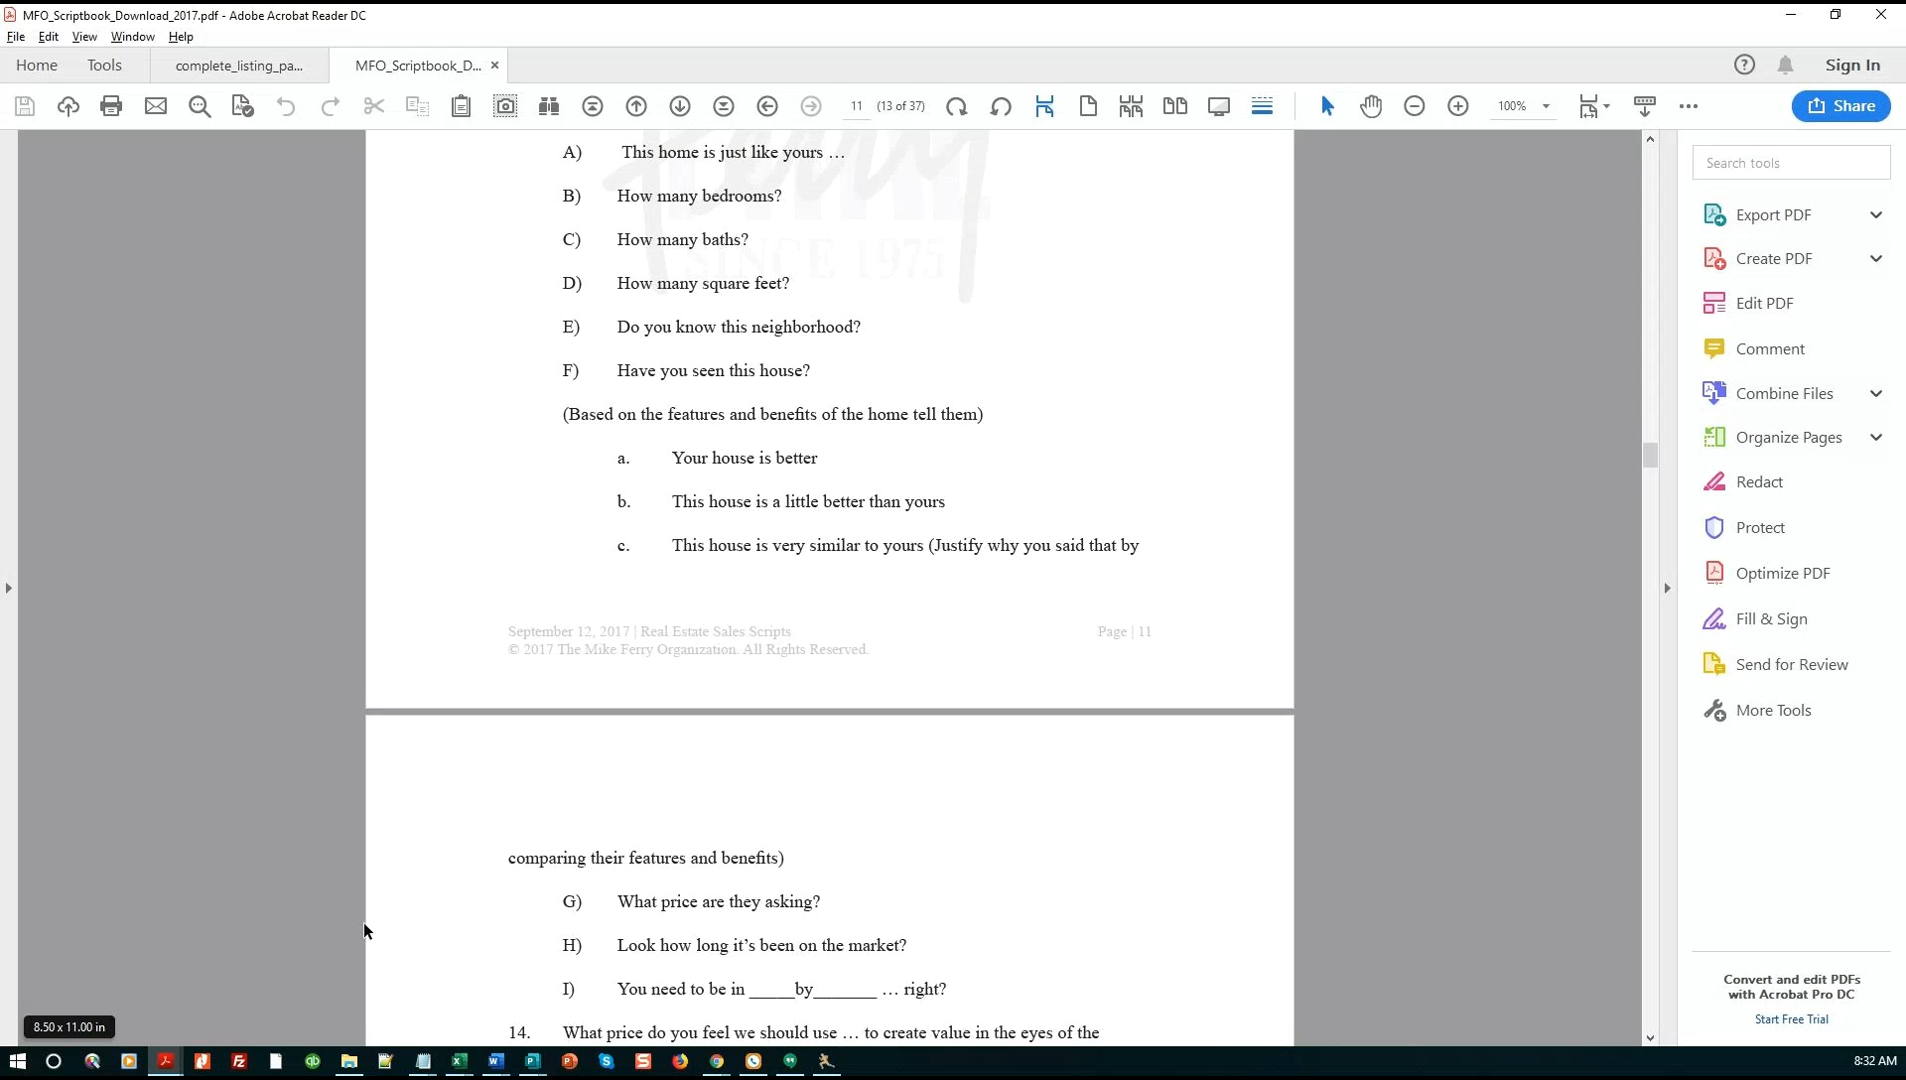 MFO_Scriptbook_Download_2017.pdf - Adobe Acrobat Reader DC
File Edit View Window Help
Home Tools complete_listing_pa... MFO_Scriptbook_D... × Sign In
11 (13 of 37) 100% Share
A) This home is just like yours …
B) How many bedrooms?
C) How many baths?
SINCE 1975
D) How many square feet?
E) Do you know this neighborhood?
F) Have you seen this house?
(Based on the features and benefits of the home tell them)
a. Your house is better
b. This house is a little better than yours
c. This house is very similar to yours (Justify why you said that by
September 12, 2017 | Real Estate Sales Scripts Page | 11
© 2017 The Mike Ferry Organization. All Rights Reserved.
comparing their features and benefits)
G) What price are they asking?
H) Look how long it’s been on the market?
I) You need to be in _____by_______ … right?
14. What price do you feel we should use … to create value in the eyes of the
8.50 x 11.00 in
Search tools
Export PDF
Create PDF
Edit PDF
Comment
Combine Files
Organize Pages
Redact
Protect
Optimize PDF
Fill & Sign
Send for Review
More Tools
Convert and edit PDFs
with Acrobat Pro DC
Start Free Trial
8:32 AM